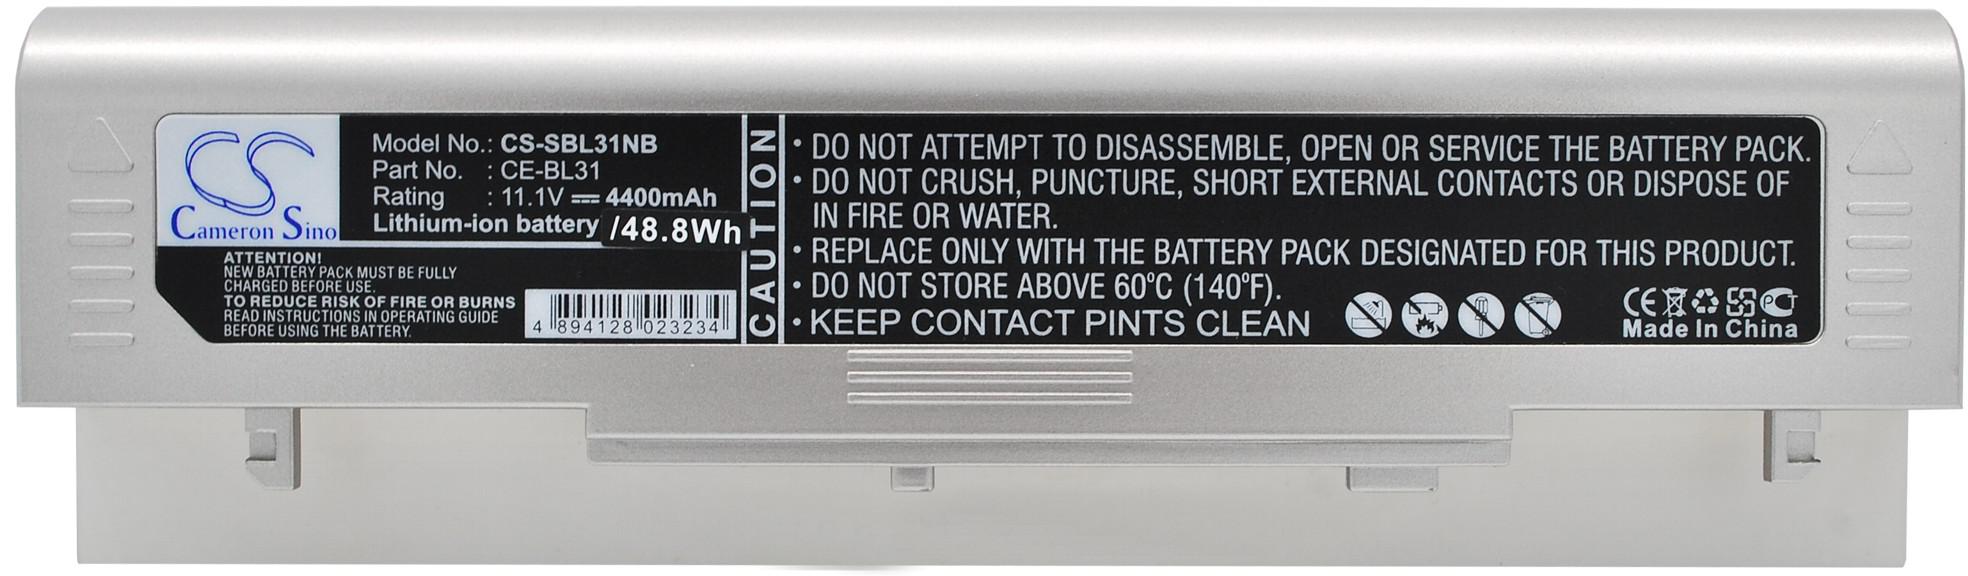 CS
Cameron Sino
Model No.: CS-SBL31NB
Part No. : CE-BL31
Rating : 11.1V 4400mAh
Lithium-ion battery /48.8Wh
ATTENTION!
NEW BATTERY PACK MUST BE FULLY
CHARGED BEFORE USE.
TO REDUCE RISK OF FIRE OR BURNS
READ INSTRUCTIONS IN OPERATING GUIDE
BEFORE USING THE BATTERY.
4 894128 023234
CAUTION
• DO NOT ATTEMPT TO DISASSEMBLE, OPEN OR SERVICE THE BATTERY PACK.
• DO NOT CRUSH, PUNCTURE, SHORT EXTERNAL CONTACTS OR DISPOSE OF
IN FIRE OR WATER.
• REPLACE ONLY WITH THE BATTERY PACK DESIGNATED FOR THIS PRODUCT.
• DO NOT STORE ABOVE 60ºC (140ºF).
• KEEP CONTACT PINTS CLEAN
CE
Made In China